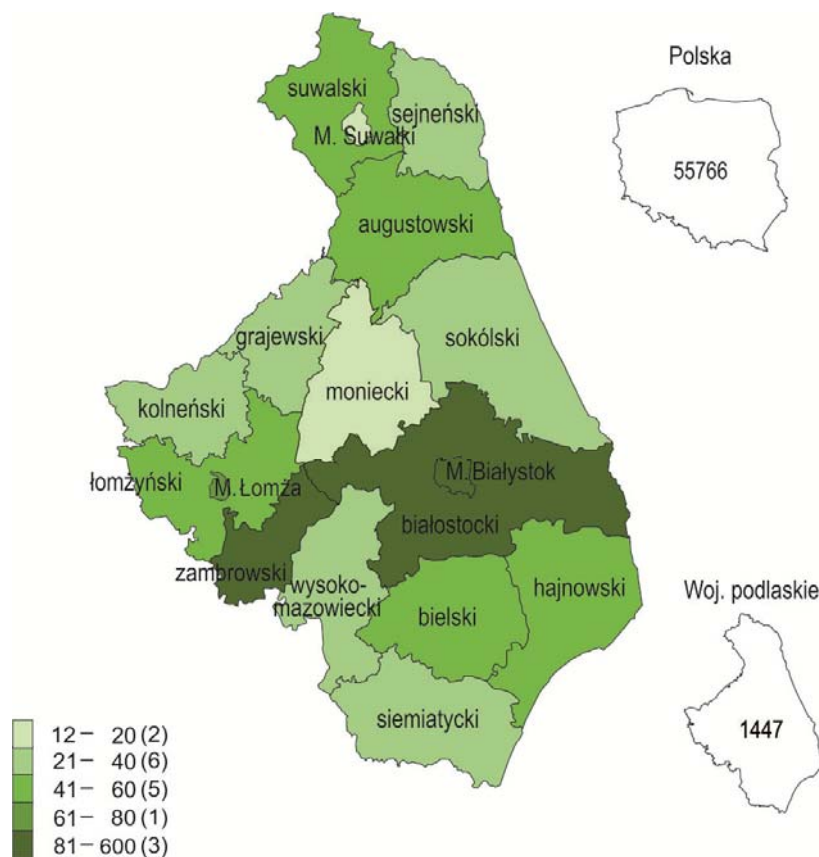 Polska
55766
suwalski
sejneński
M. Suwałki
augustowski
grajewski
sokólski
moniecki
kolneński
łomżyński
M. Łomża
M. Białystok
białostocki
zambrowski
wysoko-
mazowiecki
bielski
hajnowski
siemiatycki
Woj. podlaskie
1447
12 – 20 (2)
21 – 40 (6)
41 – 60 (5)
61 – 80 (1)
81 – 600 (3)